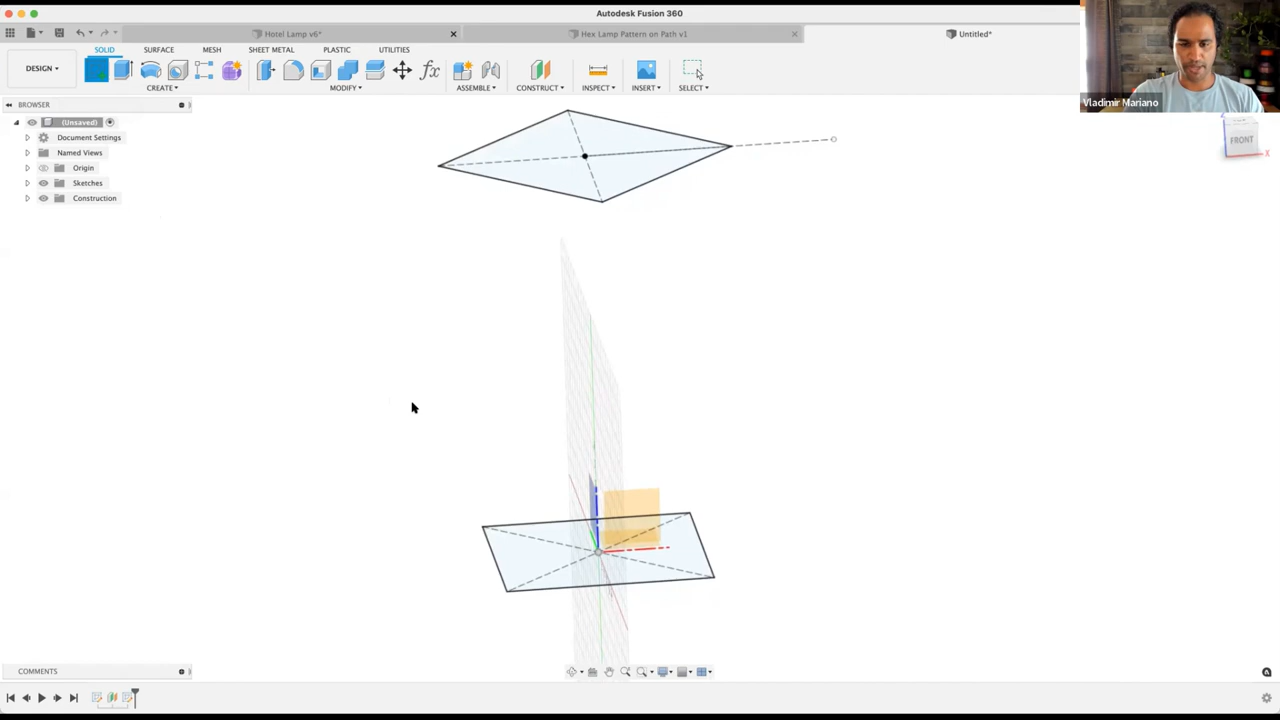 Autodesk Fusion 360
Hotel Lamp v6*
Hex Lamp Pattern on Path v1
Untitled*
SOLID
SURFACE
MESH
SHEET METAL
PLASTIC
UTILITIES
DESIGN
CREATE
MODIFY
ASSEMBLE
CONSTRUCT
INSPECT
INSERT
SELECT
Vladimir Mariano
BROWSER
(Unsaved)
Document Settings
Named Views
Origin
Sketches
Construction
FRONT
X
COMMENTS